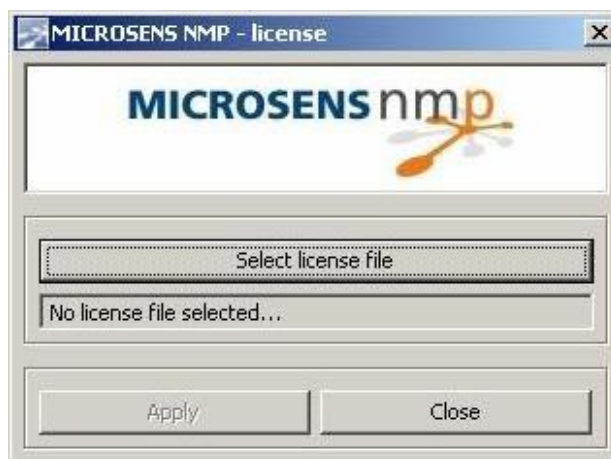 MICROSENS NMP - license
MICROSENS nmp
Select license file
No license file selected...
Apply
Close